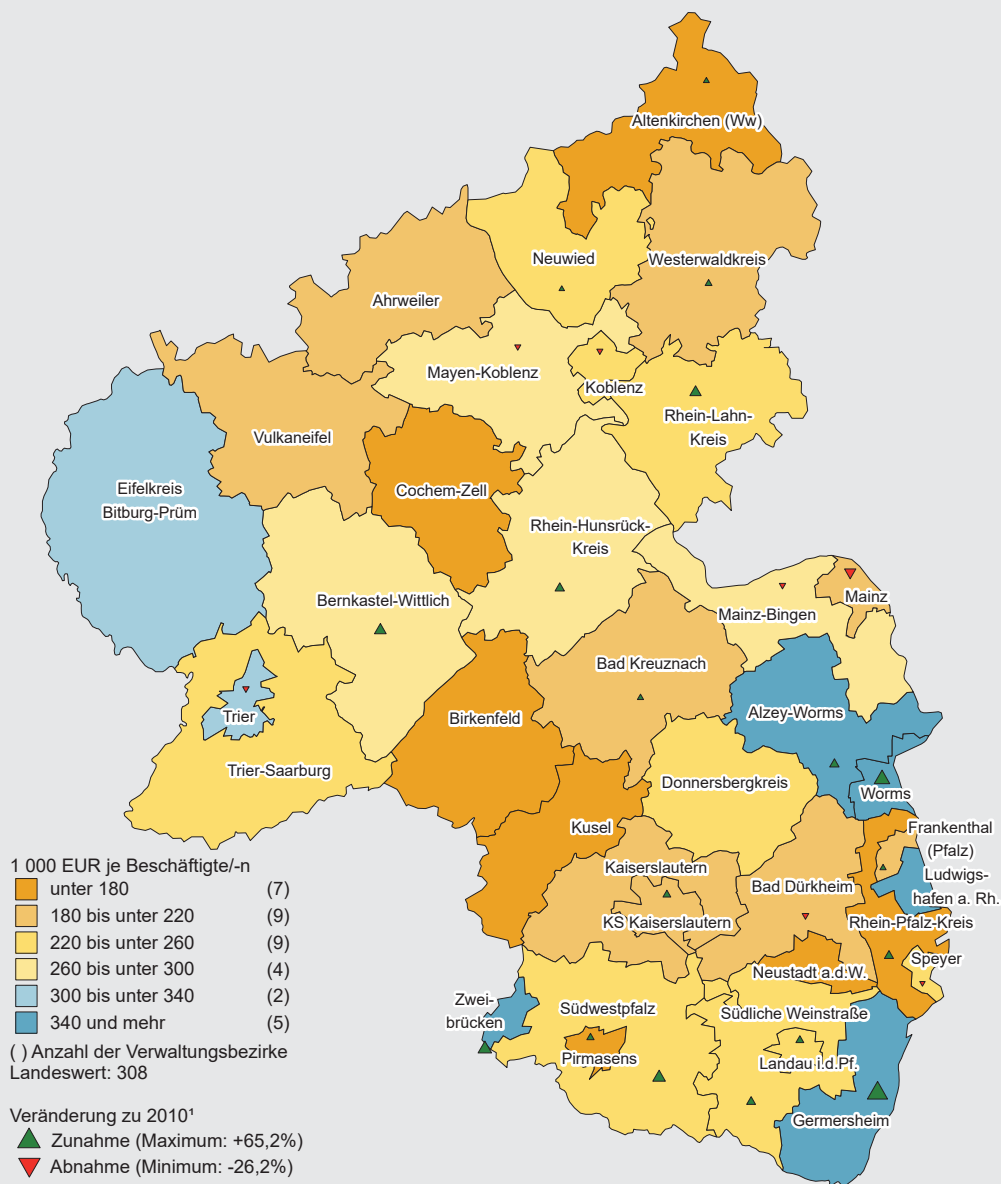 Altenkirchen (Ww)
Neuwied
Westerwaldkreis
Ahrweiler
Mayen-Koblenz
Koblenz
Rhein-Lahn-
Kreis
Vulkaneifel
Eifelkreis
Bitburg-Prüm
Cochem-Zell
Rhein-Hunsrück-
Kreis
Bernkastel-Wittlich
Mainz
Mainz-Bingen
Bad Kreuznach
Trier
Birkenfeld
Alzey-Worms
Trier-Saarburg
Donnersbergkreis
Worms
Kusel
Frankenthal
(Pfalz)
Ludwigs-
hafen a. Rh.
Kaiserslautern
Bad Dürkheim
KS Kaiserslautern
Rhein-Pfalz-Kreis
Speyer
Neustadt a.d.W.
Zwei-
brücken
Südwestpfalz
Südliche Weinstraße
Pirmasens
Landau i.d.Pf.
Germersheim
1 000 EUR je Beschäftigte/-n
unter 180 (7)
180 bis unter 220 (9)
220 bis unter 260 (9)
260 bis unter 300 (4)
300 bis unter 340 (2)
340 und mehr (5)
( ) Anzahl der Verwaltungsbezirke
Landeswert: 308
Veränderung zu 2010¹
Zunahme (Maximum: +65,2%)
Abnahme (Minimum: -26,2%)